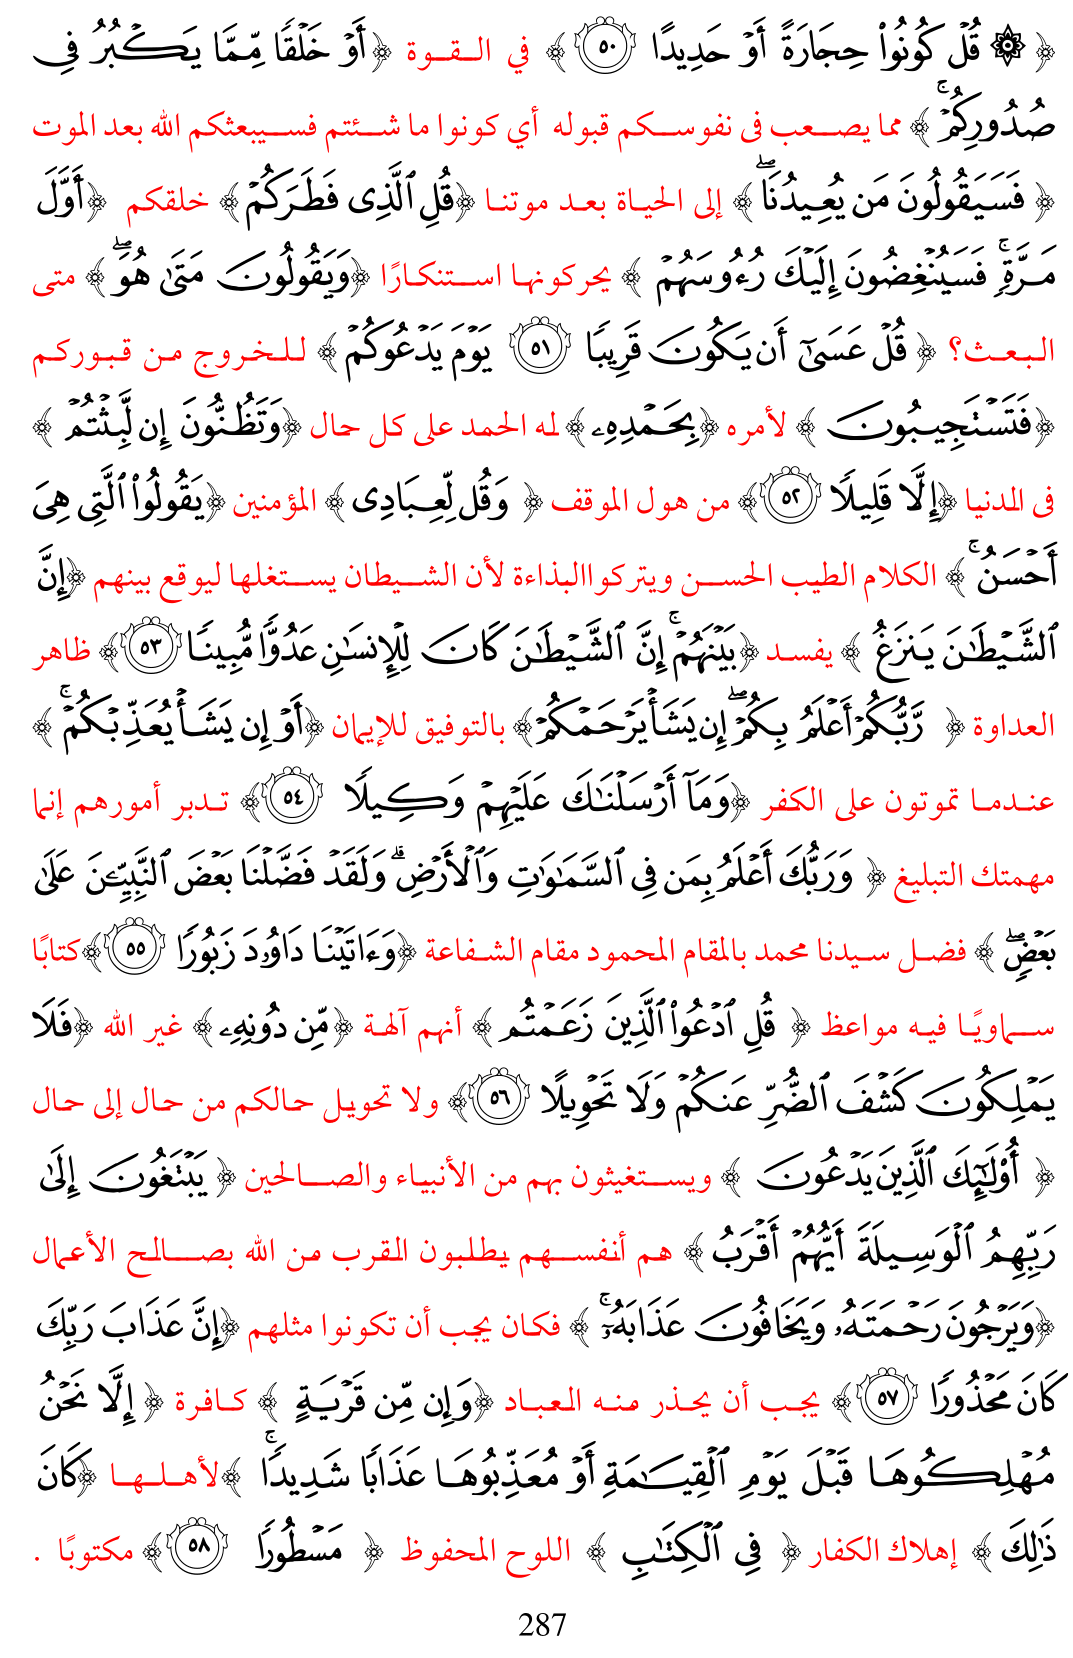 ﴿ ۞ قُلۡ كُونُواْ حِجَارَةً أَوۡ حَدِيدًا ٥٠ ﴾ في القوة ﴿أَوۡ خَلۡقٗا مِّمَّا يَكۡبُرُ فِي
صُدُورِكُمۡۚ﴾ مما يصعب فى نفوسكم قبوله أي كونوا ما شئتم فسيبعثكم الله بعد الموت
﴿ فَسَيَقُولُونَ مَن يُعِيدُنَاۖ ﴾ إلى الحياة بعد موتنا ﴿قُلِ ٱلَّذِي فَطَرَكُمۡ﴾ خلقكم ﴿أَوَّلَ
مَرَّةٖۚ فَسَيُنۡغِضُونَ إِلَيۡكَ رُءُوسَهُمۡ ﴾ يحركونها استنكارًا ﴿وَيَقُولُونَ مَتَىٰ هُوَۖ ﴾ متى
البعث؟ ﴿ قُلۡ عَسَىٰٓ أَن يَكُونَ قَرِيبٗا ٥١ يَوۡمَ يَدۡعُوكُمۡ ﴾ للخروج من قبوركم
﴿فَتَسۡتَجِيبُونَ ﴾ لأمره ﴿بِحَمۡدِهِۦ﴾ له الحمد على كل حال ﴿وَتَظُنُّونَ إِن لَّبِثۡتُمۡ ﴾
فى الدنيا ﴿إِلَّا قَلِيلٗا ٥٢﴾ من هول الموقف ﴿ وَقُل لِّعِبَادِي ﴾ المؤمنين ﴿يَقُولُواْ ٱلَّتِي هِيَ
أَحۡسَنُۚ ﴾ الكلام الطيب الحسن ويتركواالبذاءة لأن الشيطان يستغلها ليوقع بينهم ﴿إِنَّ
ٱلشَّيۡطَٰنَ يَنزَغُ ﴾ يفسد ﴿بَيۡنَهُمۡۚ إِنَّ ٱلشَّيۡطَٰنَ كَانَ لِلۡإِنسَٰنِ عَدُوّٗا مُّبِينٗا ٥٣﴾ ظاهر
العداوة ﴿ رَّبُّكُمۡ أَعۡلَمُ بِكُمۡۖ إِن يَشَأۡ يَرۡحَمۡكُمۡ﴾ بالتوفيق للإيمان ﴿أَوۡ إِن يَشَأۡ يُعَذِّبۡكُمۡۚ ﴾
عندما تموتون على الكفر ﴿وَمَآ أَرۡسَلۡنَٰكَ عَلَيۡهِمۡ وَكِيلٗا ٥٤﴾ تدبر أمورهم إنما
مهمتك التبليغ ﴿ وَرَبُّكَ أَعۡلَمُ بِمَن فِي ٱلسَّمَٰوَٰتِ وَٱلۡأَرۡضِۗ وَلَقَدۡ فَضَّلۡنَا بَعۡضَ ٱلنَّبِيِّـۧنَ عَلَىٰ
بَعۡضٖۖ ﴾ فضل سيدنا محمد بالمقام المحمود مقام الشفاعة ﴿وَءَاتَيۡنَا دَاوُۥدَ زَبُورٗا ٥٥﴾كتابًا
سماويًا فيه مواعظ ﴿ قُلِ ٱدۡعُواْ ٱلَّذِينَ زَعَمۡتُم ﴾ أنهم آلهة ﴿مِّن دُونِهِۦ ﴾ غير الله ﴿فَلَا
يَمۡلِكُونَ كَشۡفَ ٱلضُّرِّ عَنكُمۡ وَلَا تَحۡوِيلًا ٥٦﴾ ولا تحويل حالكم من حال إلى حال
﴿ أُوْلَٰٓئِكَ ٱلَّذِينَ يَدۡعُونَ ﴾ ويستغيثون بهم من الأنبياء والصالحين ﴿ يَبۡتَغُونَ إِلَىٰ
رَبِّهِمُ ٱلۡوَسِيلَةَ أَيُّهُمۡ أَقۡرَبُ ﴾ هم أنفسهم يطلبون القرب من الله بصالح الأعمال
﴿وَيَرۡجُونَ رَحۡمَتَهُۥ وَيَخَافُونَ عَذَابَهُۥٓۚ ﴾ فكان يجب أن تكونوا مثلهم ﴿إِنَّ عَذَابَ رَبِّكَ
كَانَ مَحۡذُورٗا ٥٧﴾ يجب أن يحذر منه العباد ﴿وَإِن مِّن قَرۡيَةٍ ﴾ كافرة ﴿ إِلَّا نَحۡنُ
مُهۡلِكُوهَا قَبۡلَ يَوۡمِ ٱلۡقِيَٰمَةِ أَوۡ مُعَذِّبُوهَا عَذَابٗا شَدِيدٗاۚ ﴾لأهلها ﴿كَانَ
ذَٰلِكَ ﴾ إهلاك الكفار ﴿ فِي ٱلۡكِتَٰبِ ﴾ اللوح المحفوظ ﴿ مَسۡطُورٗا ٥٨﴾ مكتوبًا .
287